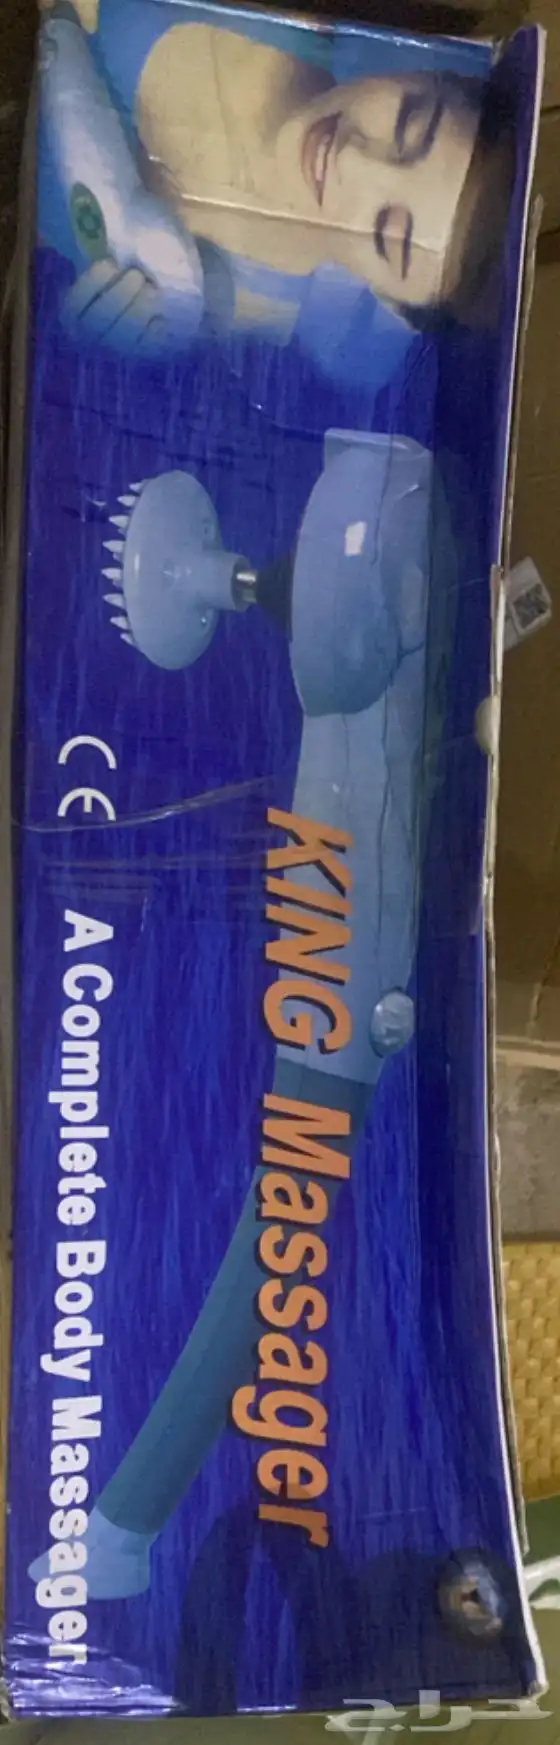 KING Massager
CE A Complete Body Massager
حراج